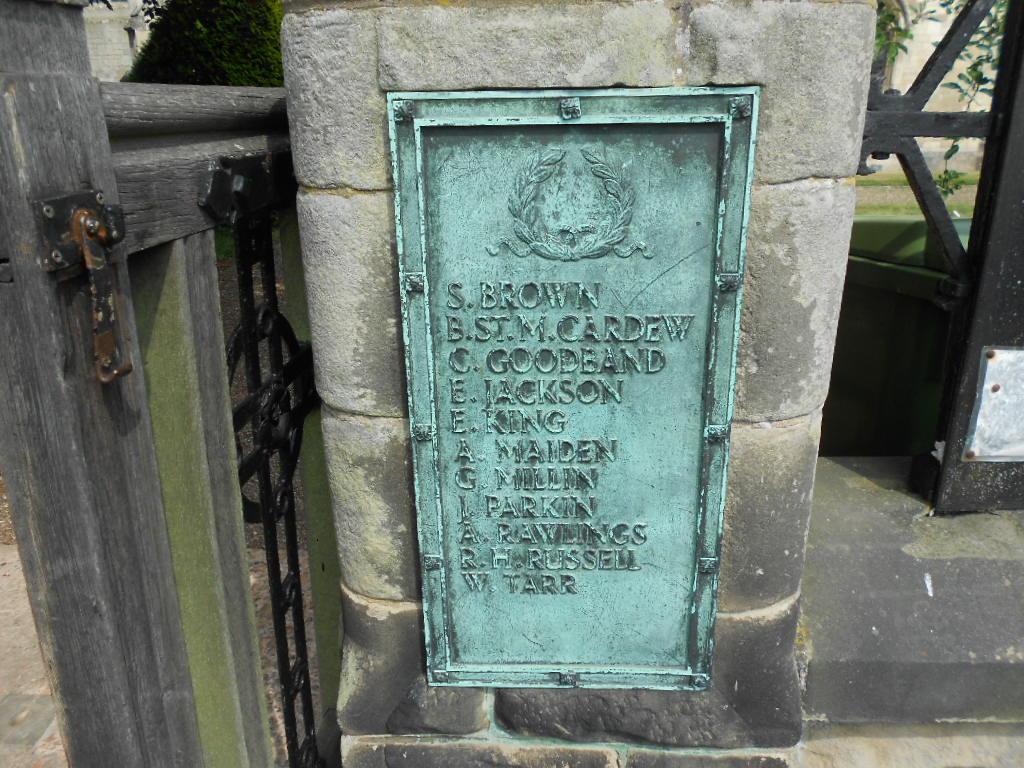 S. BROWN
B. ST. M. CARDEW
C. GOODBAND
E. JACKSON
E. KING
A. MAIDEN
G. MILLIN
J. PARKIN
A. RAWLINGS
R. H. RUSSELL
W. TARR